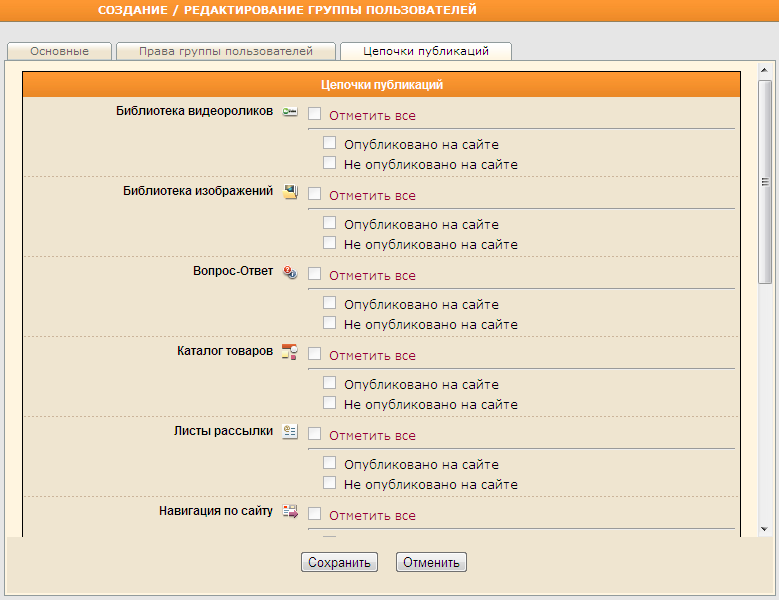 СОЗДАНИЕ / РЕДАКТИРОВАНИЕ ГРУППЫ ПОЛЬЗОВАТЕЛЕЙ
Основные Права группы пользователей Цепочки публикаций
Цепочки публикаций
Библиотека видеороликов Отметить все
Опубликовано на сайте
Не опубликовано на сайте
Библиотека изображений Отметить все
Опубликовано на сайте
Не опубликовано на сайте
Вопрос-Ответ Отметить все
Опубликовано на сайте
Не опубликовано на сайте
Каталог товаров Отметить все
Опубликовано на сайте
Не опубликовано на сайте
Листы рассылки Отметить все
Опубликовано на сайте
Не опубликовано на сайте
Навигация по сайту Отметить все
Сохранить Отменить